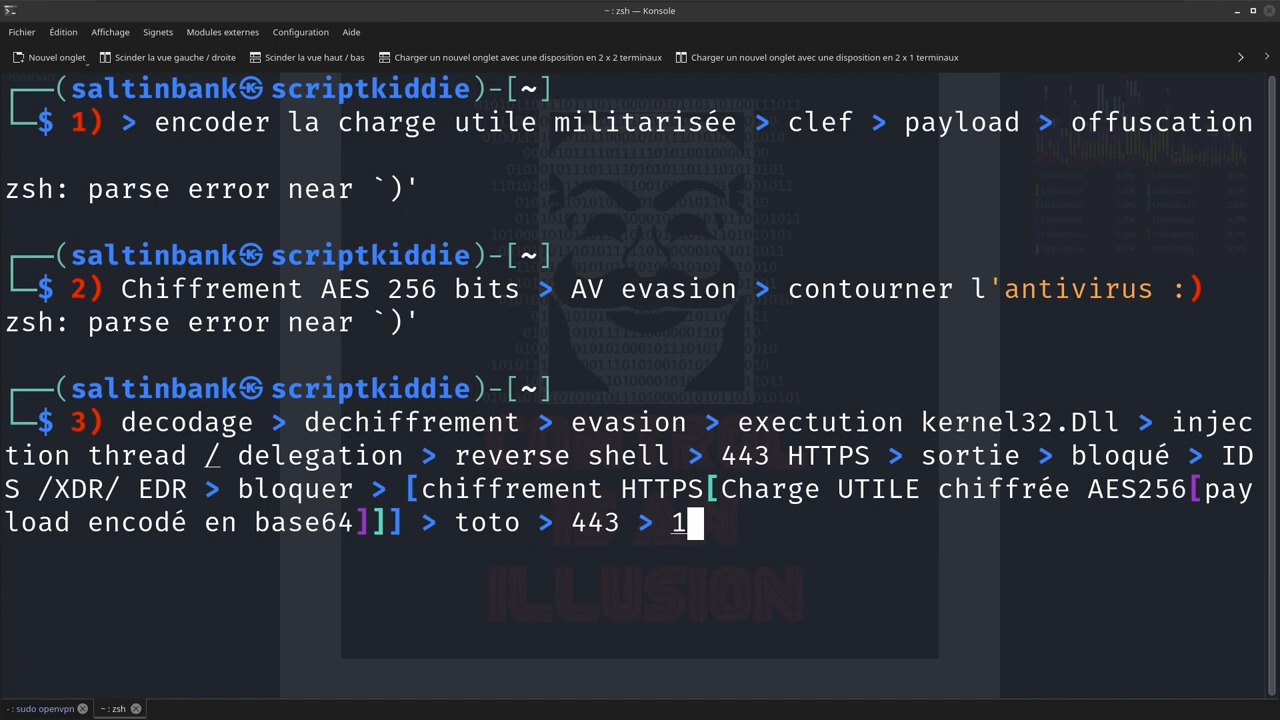 ~ : zsh — Konsole
Fichier Édition Affichage Signets Modules externes Configuration Aide
Nouvel onglet Scinder la vue gauche / droite Scinder la vue haut / bas Charger un nouvel onglet avec une disposition en 2 x 2 terminaux Charger un nouvel onglet avec une disposition en 2 x 1 terminaux
┌──(saltinbank㉿scriptkiddie)-[~]
└─$ 1) > encoder la charge utile militarisée > clef > payload > offuscation
zsh: parse error near `)'
┌──(saltinbank㉿scriptkiddie)-[~]
└─$ 2) Chiffrement AES 256 bits > AV evasion > contourner l'antivirus :)
zsh: parse error near `)'
┌──(saltinbank㉿scriptkiddie)-[~]
└─$ 3) decodage > dechiffrement > evasion > exectution kernel32.Dll > injec
tion thread / delegation > reverse shell > 443 HTTPS > sortie > bloqué > ID
S /XDR/ EDR > bloquer > [chiffrement HTTPS[Charge UTILE chiffrée AES256[pay
load encodé en base64]]] > toto > 443 > 1
ILLUSION
- : sudo openvpn ~ : zsh